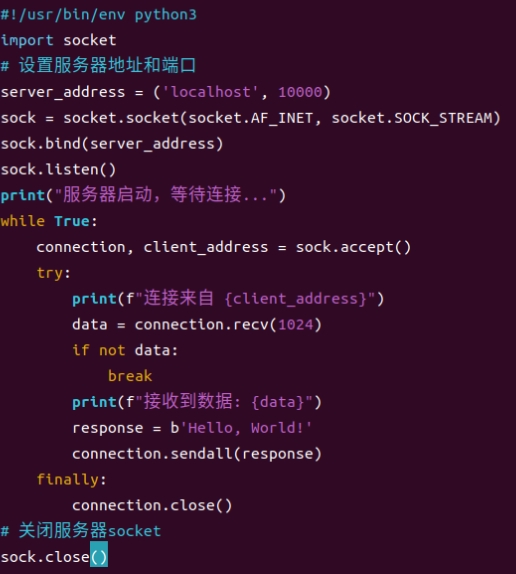 #!/usr/bin/env python3
import socket
# 设置服务器地址和端口
server_address = ('localhost', 10000)
sock = socket.socket(socket.AF_INET, socket.SOCK_STREAM)
sock.bind(server_address)
sock.listen()
print("服务器启动，等待连接...")
while True:
    connection, client_address = sock.accept()
    try:
        print(f"连接来自 {client_address}")
        data = connection.recv(1024)
        if not data:
            break
        print(f"接收到数据: {data}")
        response = b'Hello, World!'
        connection.sendall(response)
    finally:
        connection.close()
# 关闭服务器socket
sock.close()